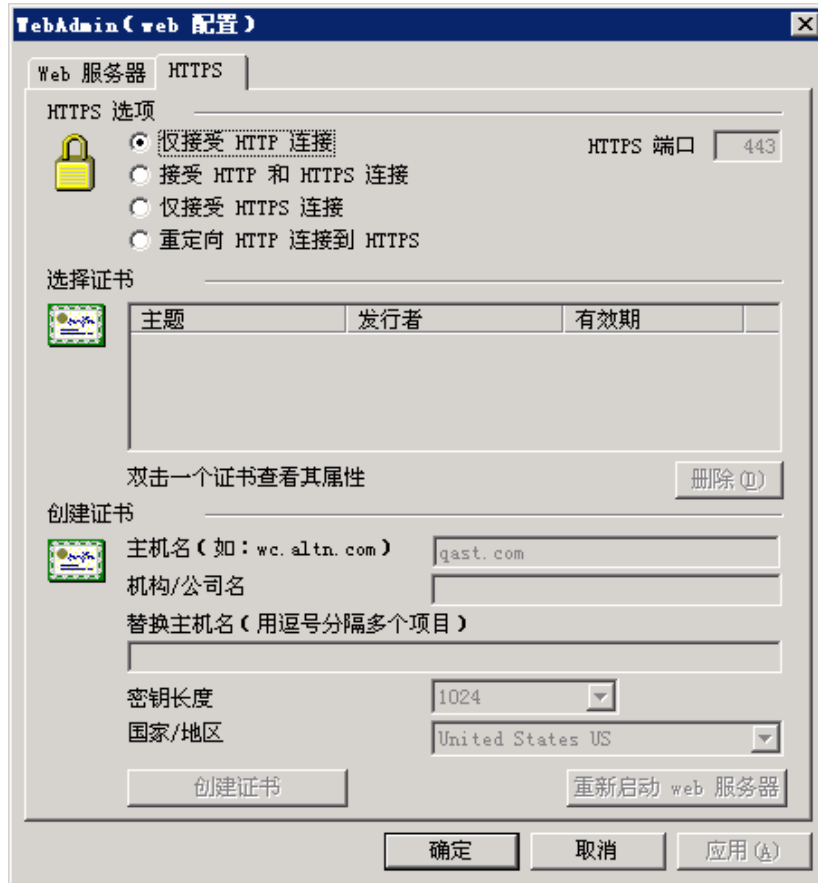 WebAdmin(web 配置)
Web 服务器 HTTPS
HTTPS 选项
仅接受 HTTP 连接 HTTPS 端口 443
接受 HTTP 和 HTTPS 连接
仅接受 HTTPS 连接
重定向 HTTP 连接到 HTTPS
选择证书
主题 发行者 有效期
双击一个证书查看其属性 删除(D)
创建证书
主机名(如:wc.altn.com) qast.com
机构/公司名
替换主机名(用逗号分隔多个项目)
密钥长度 1024
国家/地区 United States US
创建证书 重新启动 web 服务器
确定 取消 应用(A)